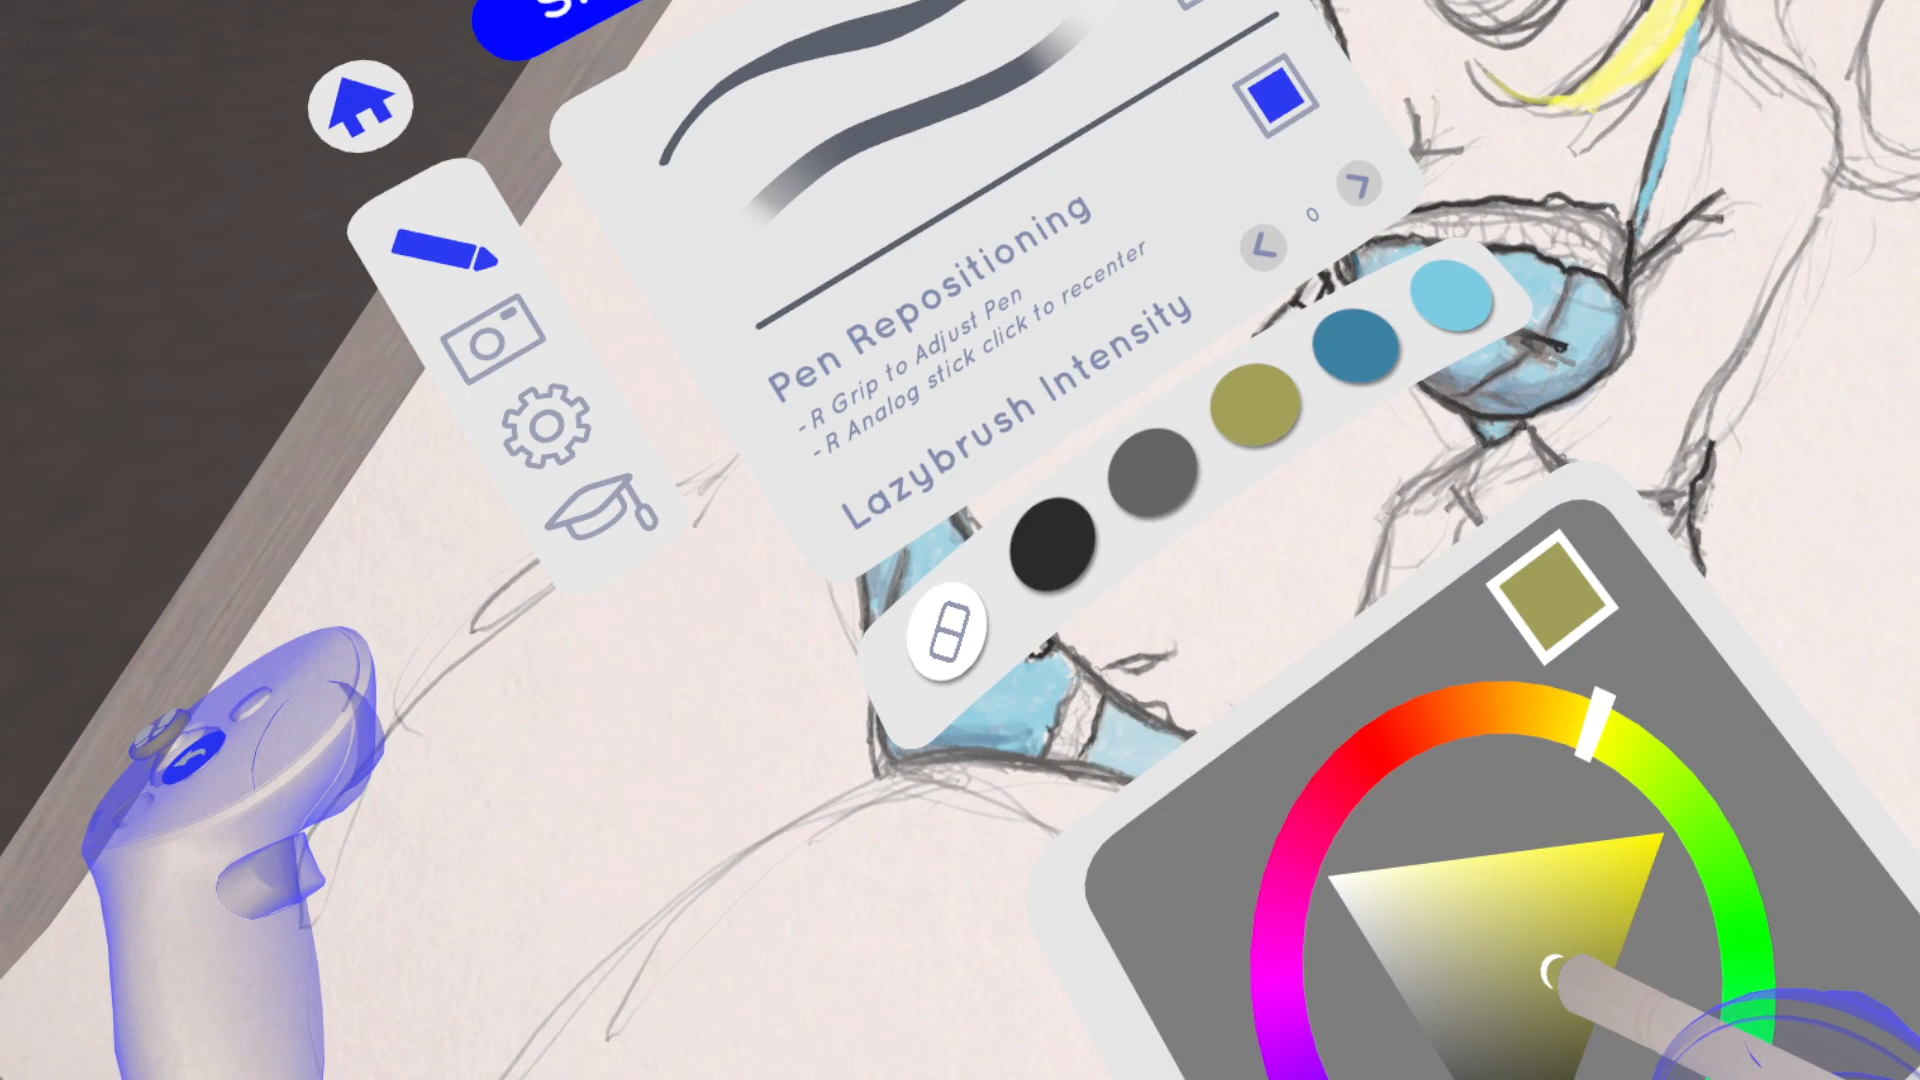 Pen Repositioning
-R Grip to Adjust Pen
-R Analog stick click to recenter
Lazybrush Intensity
0